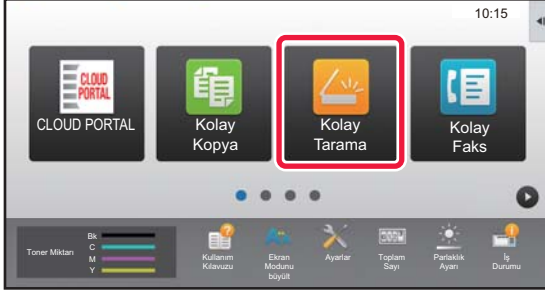 10:15
CLOUD
PORTAL
CLOUD PORTAL
Kolay
Kopya
Kolay
Tarama
Kolay
Faks
Toner Miktarı
Bk
C
M
Y
Kullanım
Kılavuzu
Ekran
Modunu
büyült
Ayarlar
Toplam
Sayı
Parlaklık
Ayarı
İş
Durumu